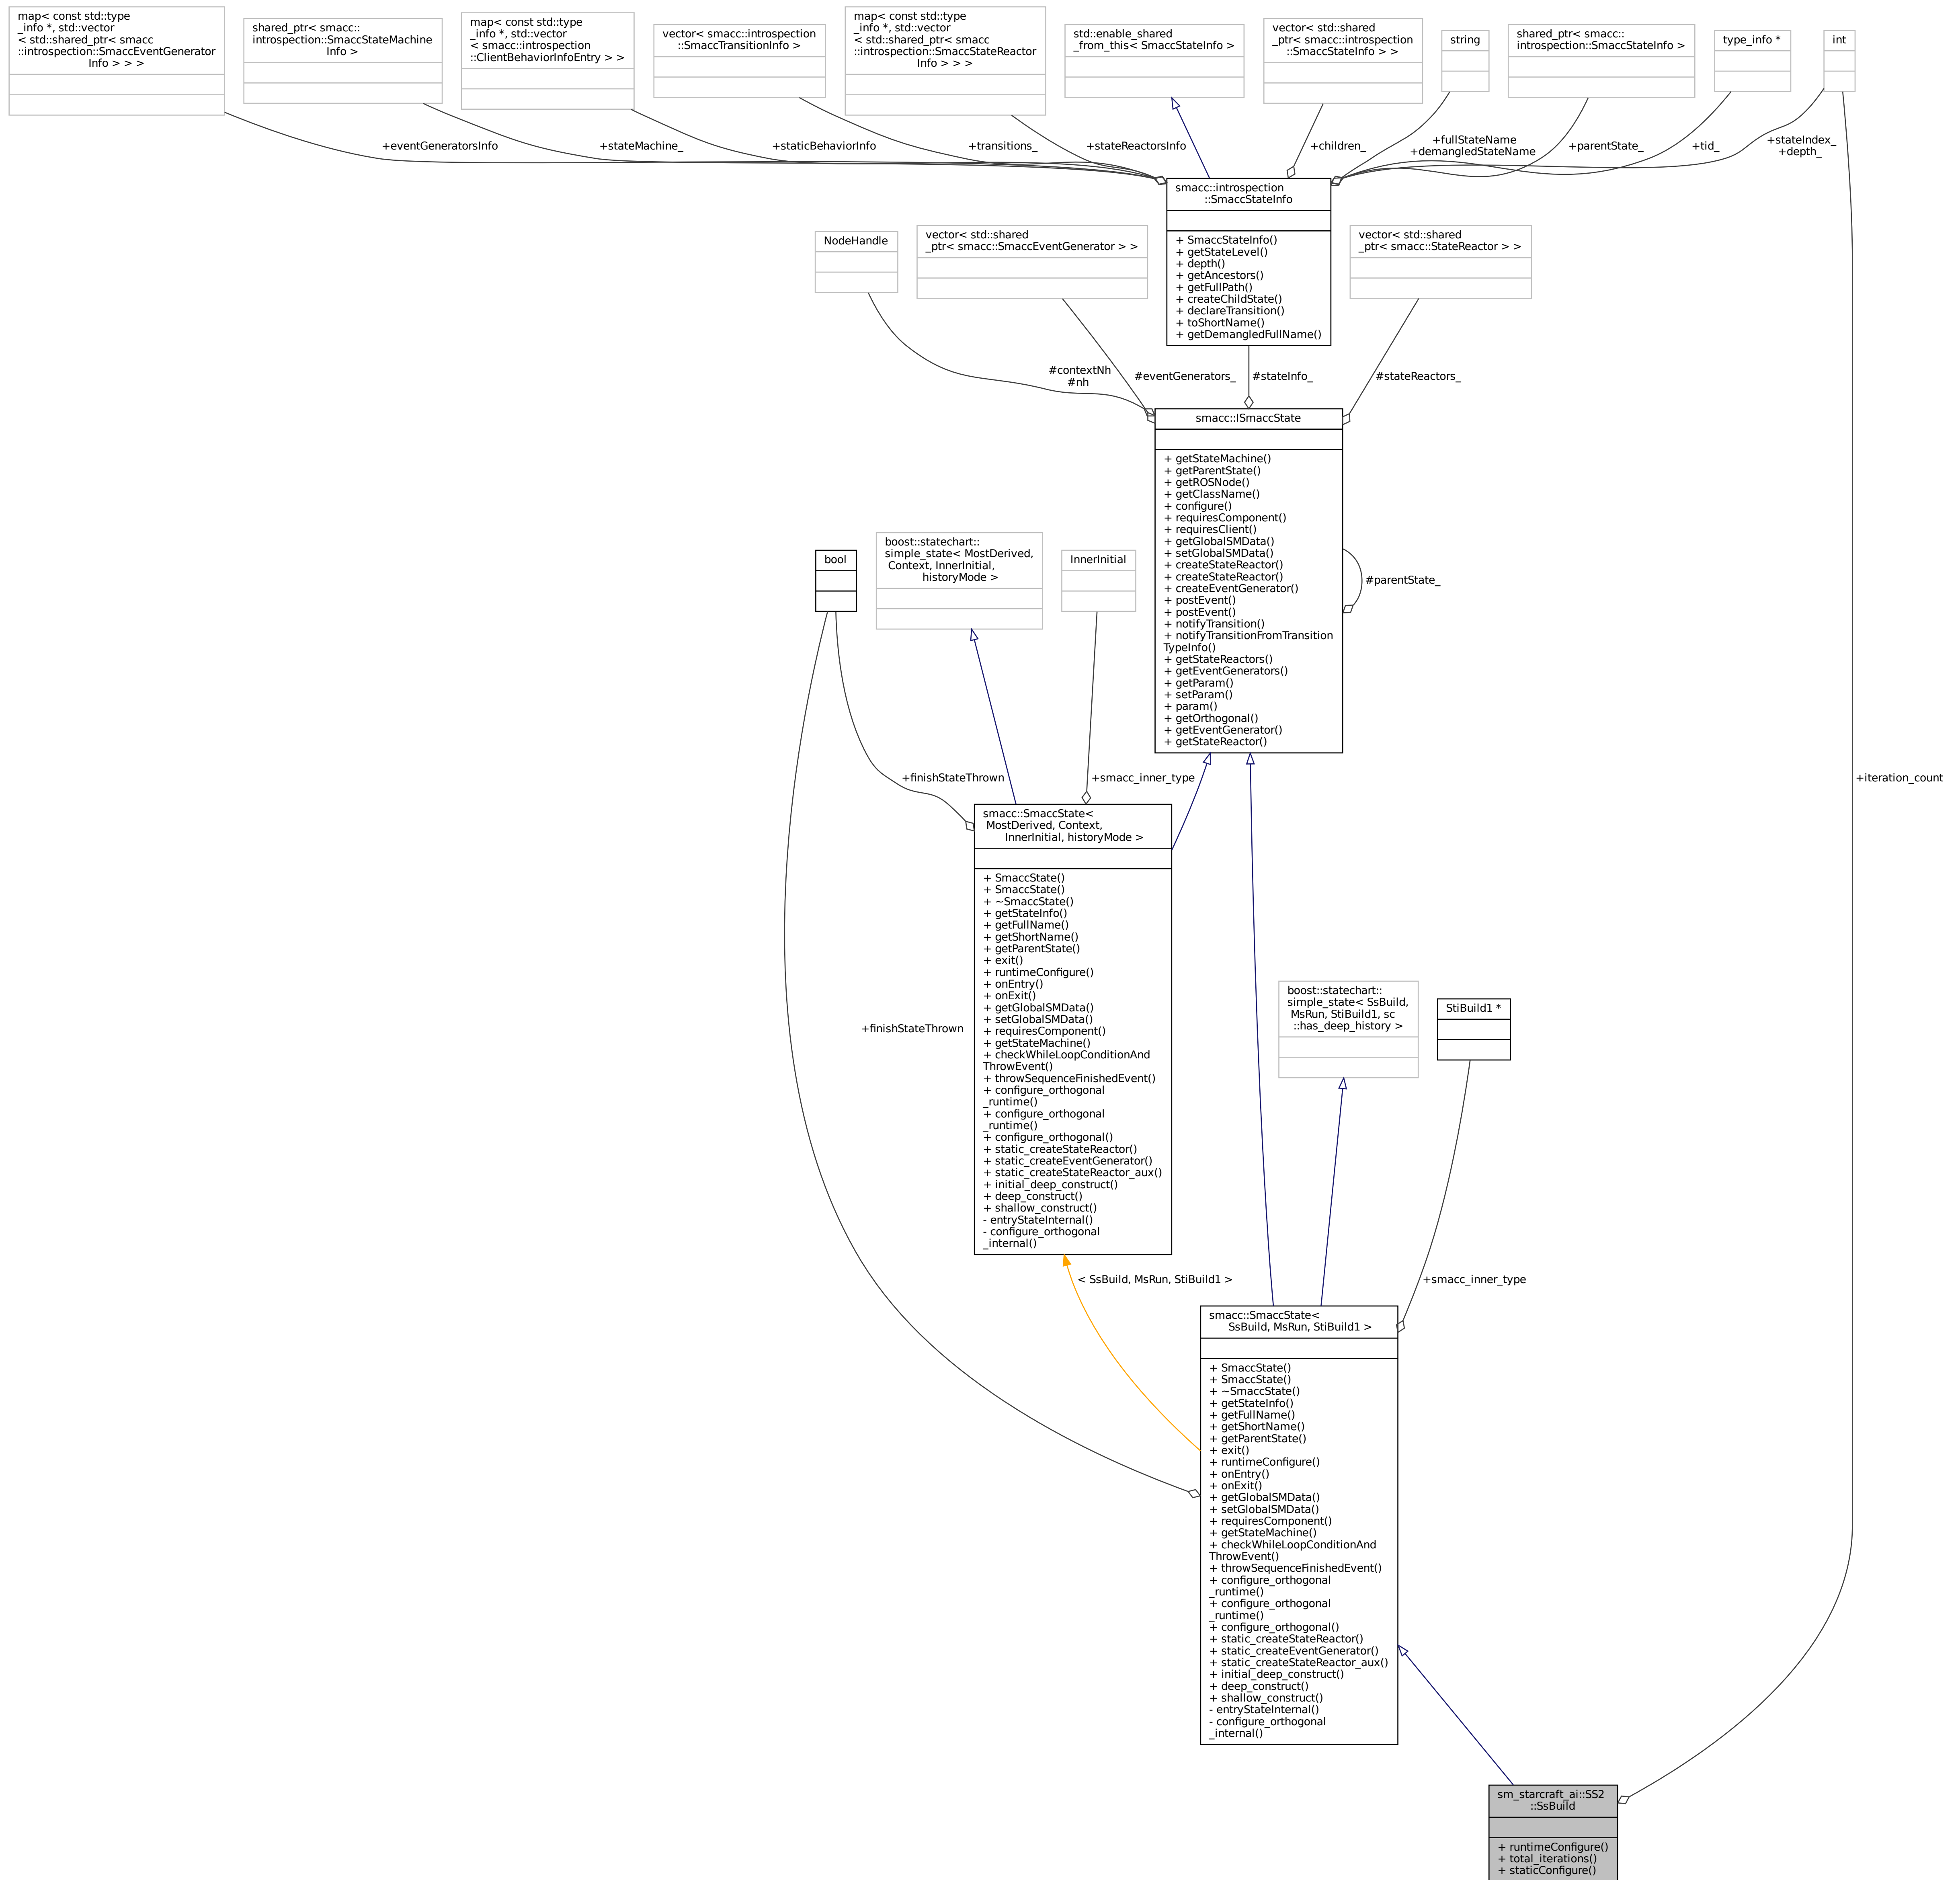 map< const std::type
_info *, std::vector
< std::shared_ptr< smacc
::introspection::SmaccEventGenerator
Info > > >
shared_ptr< smacc::
introspection::SmaccStateMachine
Info >
map< const std::type
_info *, std::vector
< smacc::introspection
::ClientBehaviorInfoEntry > >
vector< smacc::introspection
::SmaccTransitionInfo >
map< const std::type
_info *, std::vector
< std::shared_ptr< smacc
::introspection::SmaccStateReactor
Info > > >
std::enable_shared
_from_this< SmaccStateInfo >
vector< std::shared
_ptr< smacc::introspection
::SmaccStateInfo > >
string
shared_ptr< smacc::
introspection::SmaccStateInfo >
type_info *
int
+eventGeneratorsInfo
+stateMachine_
+staticBehaviorInfo
+transitions_
+stateReactorsInfo
+children_
+fullStateName
+demangledStateName
+parentState_
+tid_
+stateIndex_
+depth_
smacc::introspection
::SmaccStateInfo
+ SmaccStateInfo()
+ getStateLevel()
+ depth()
+ getAncestors()
+ getFullPath()
+ createChildState()
+ declareTransition()
+ toShortName()
+ getDemangledFullName()
NodeHandle
vector< std::shared
_ptr< smacc::SmaccEventGenerator > >
vector< std::shared
_ptr< smacc::StateReactor > >
#contextNh
#nh
#eventGenerators_
#stateInfo_
#stateReactors_
smacc::ISmaccState
+ getStateMachine()
+ getParentState()
+ getROSNode()
+ getClassName()
+ configure()
+ requiresComponent()
+ requiresClient()
+ getGlobalSMData()
+ setGlobalSMData()
+ createStateReactor()
+ createStateReactor()
+ createEventGenerator()
+ postEvent()
+ postEvent()
+ notifyTransition()
+ notifyTransitionFromTransition
TypeInfo()
+ getStateReactors()
+ getEventGenerators()
+ getParam()
+ setParam()
+ param()
+ getOrthogonal()
+ getEventGenerator()
+ getStateReactor()
#parentState_
bool
boost::statechart::
simple_state< MostDerived,
Context, InnerInitial,
historyMode >
InnerInitial
+finishStateThrown
+smacc_inner_type
+iteration_count
smacc::SmaccState<
MostDerived, Context,
InnerInitial, historyMode >
+ SmaccState()
+ SmaccState()
+ ~SmaccState()
+ getStateInfo()
+ getFullName()
+ getShortName()
+ getParentState()
+ exit()
+ runtimeConfigure()
+ onEntry()
+ onExit()
+ getGlobalSMData()
+ setGlobalSMData()
+ requiresComponent()
+ getStateMachine()
+ checkWhileLoopConditionAnd
ThrowEvent()
+ throwSequenceFinishedEvent()
+ configure_orthogonal
_runtime()
+ configure_orthogonal
_runtime()
+ configure_orthogonal()
+ static_createStateReactor()
+ static_createEventGenerator()
+ static_createStateReactor_aux()
+ initial_deep_construct()
+ deep_construct()
+ shallow_construct()
- entryStateInternal()
- configure_orthogonal
_internal()
+finishStateThrown
boost::statechart::
simple_state< SsBuild,
MsRun, StiBuild1, sc
::has_deep_history >
StiBuild1 *
< SsBuild, MsRun, StiBuild1 >
+smacc_inner_type
smacc::SmaccState<
SsBuild, MsRun, StiBuild1 >
+ SmaccState()
+ SmaccState()
+ ~SmaccState()
+ getStateInfo()
+ getFullName()
+ getShortName()
+ getParentState()
+ exit()
+ runtimeConfigure()
+ onEntry()
+ onExit()
+ getGlobalSMData()
+ setGlobalSMData()
+ requiresComponent()
+ getStateMachine()
+ checkWhileLoopConditionAnd
ThrowEvent()
+ throwSequenceFinishedEvent()
+ configure_orthogonal
_runtime()
+ configure_orthogonal
_runtime()
+ configure_orthogonal()
+ static_createStateReactor()
+ static_createEventGenerator()
+ static_createStateReactor_aux()
+ initial_deep_construct()
+ deep_construct()
+ shallow_construct()
- entryStateInternal()
- configure_orthogonal
_internal()
sm_starcraft_ai::SS2
::SsBuild
+ runtimeConfigure()
+ total_iterations()
+ staticConfigure()